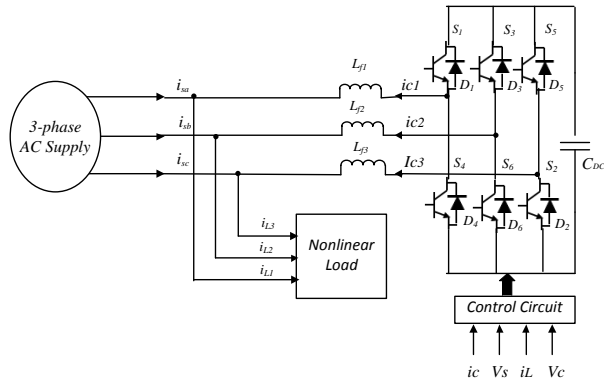 S1 S3 S5
Lf1
isa ic1 D1 D3 D5
Lf2
3-phase
AC Supply
isb ic2
Lf3
isc Ic3 S4 S6 S2
CDC
iL3
iL2
iL1
Nonlinear
Load
D4 D6 D2
Control Circuit
ic Vs iL Vc